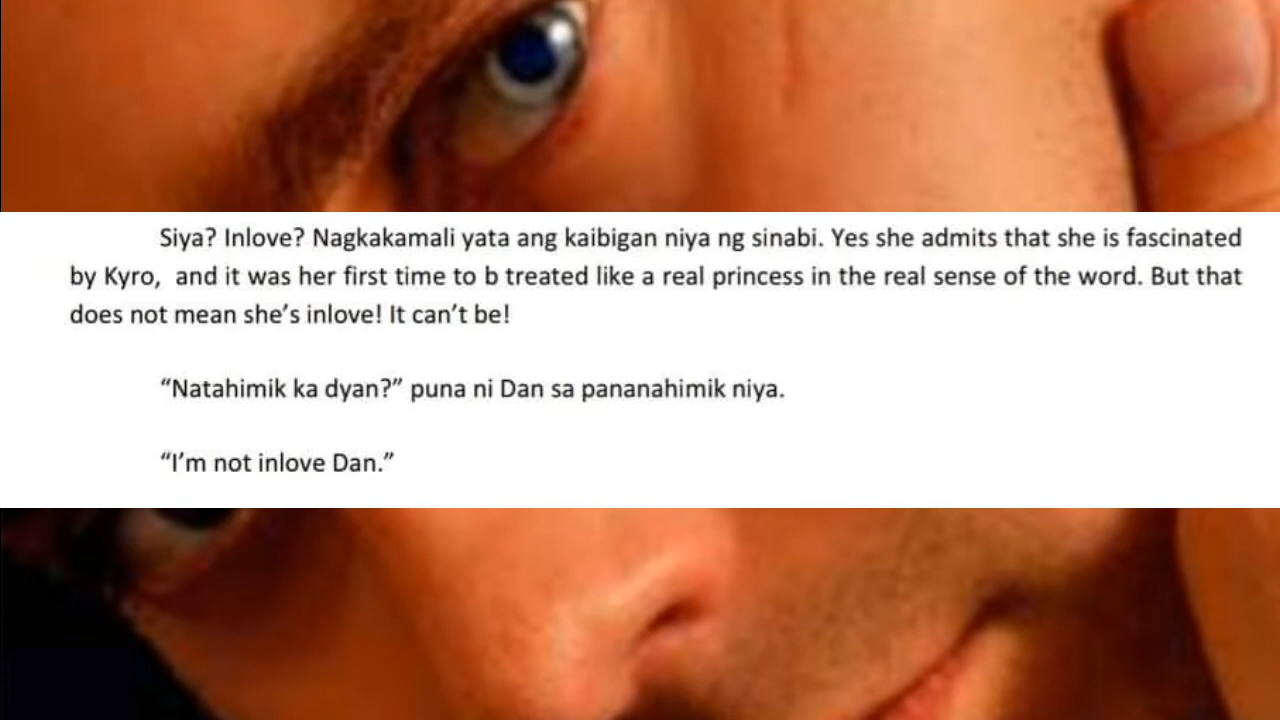 Siya? Inlove? Nagkakamali yata ang kaibigan niya ng sinabi. Yes she admits that she is fascinated
by Kyro,  and it was her first time to b treated like a real princess in the real sense of the word. But that
does not mean she’s inlove! It can’t be!
“Natahimik ka dyan?” puna ni Dan sa pananahimik niya.
“I’m not inlove Dan.”